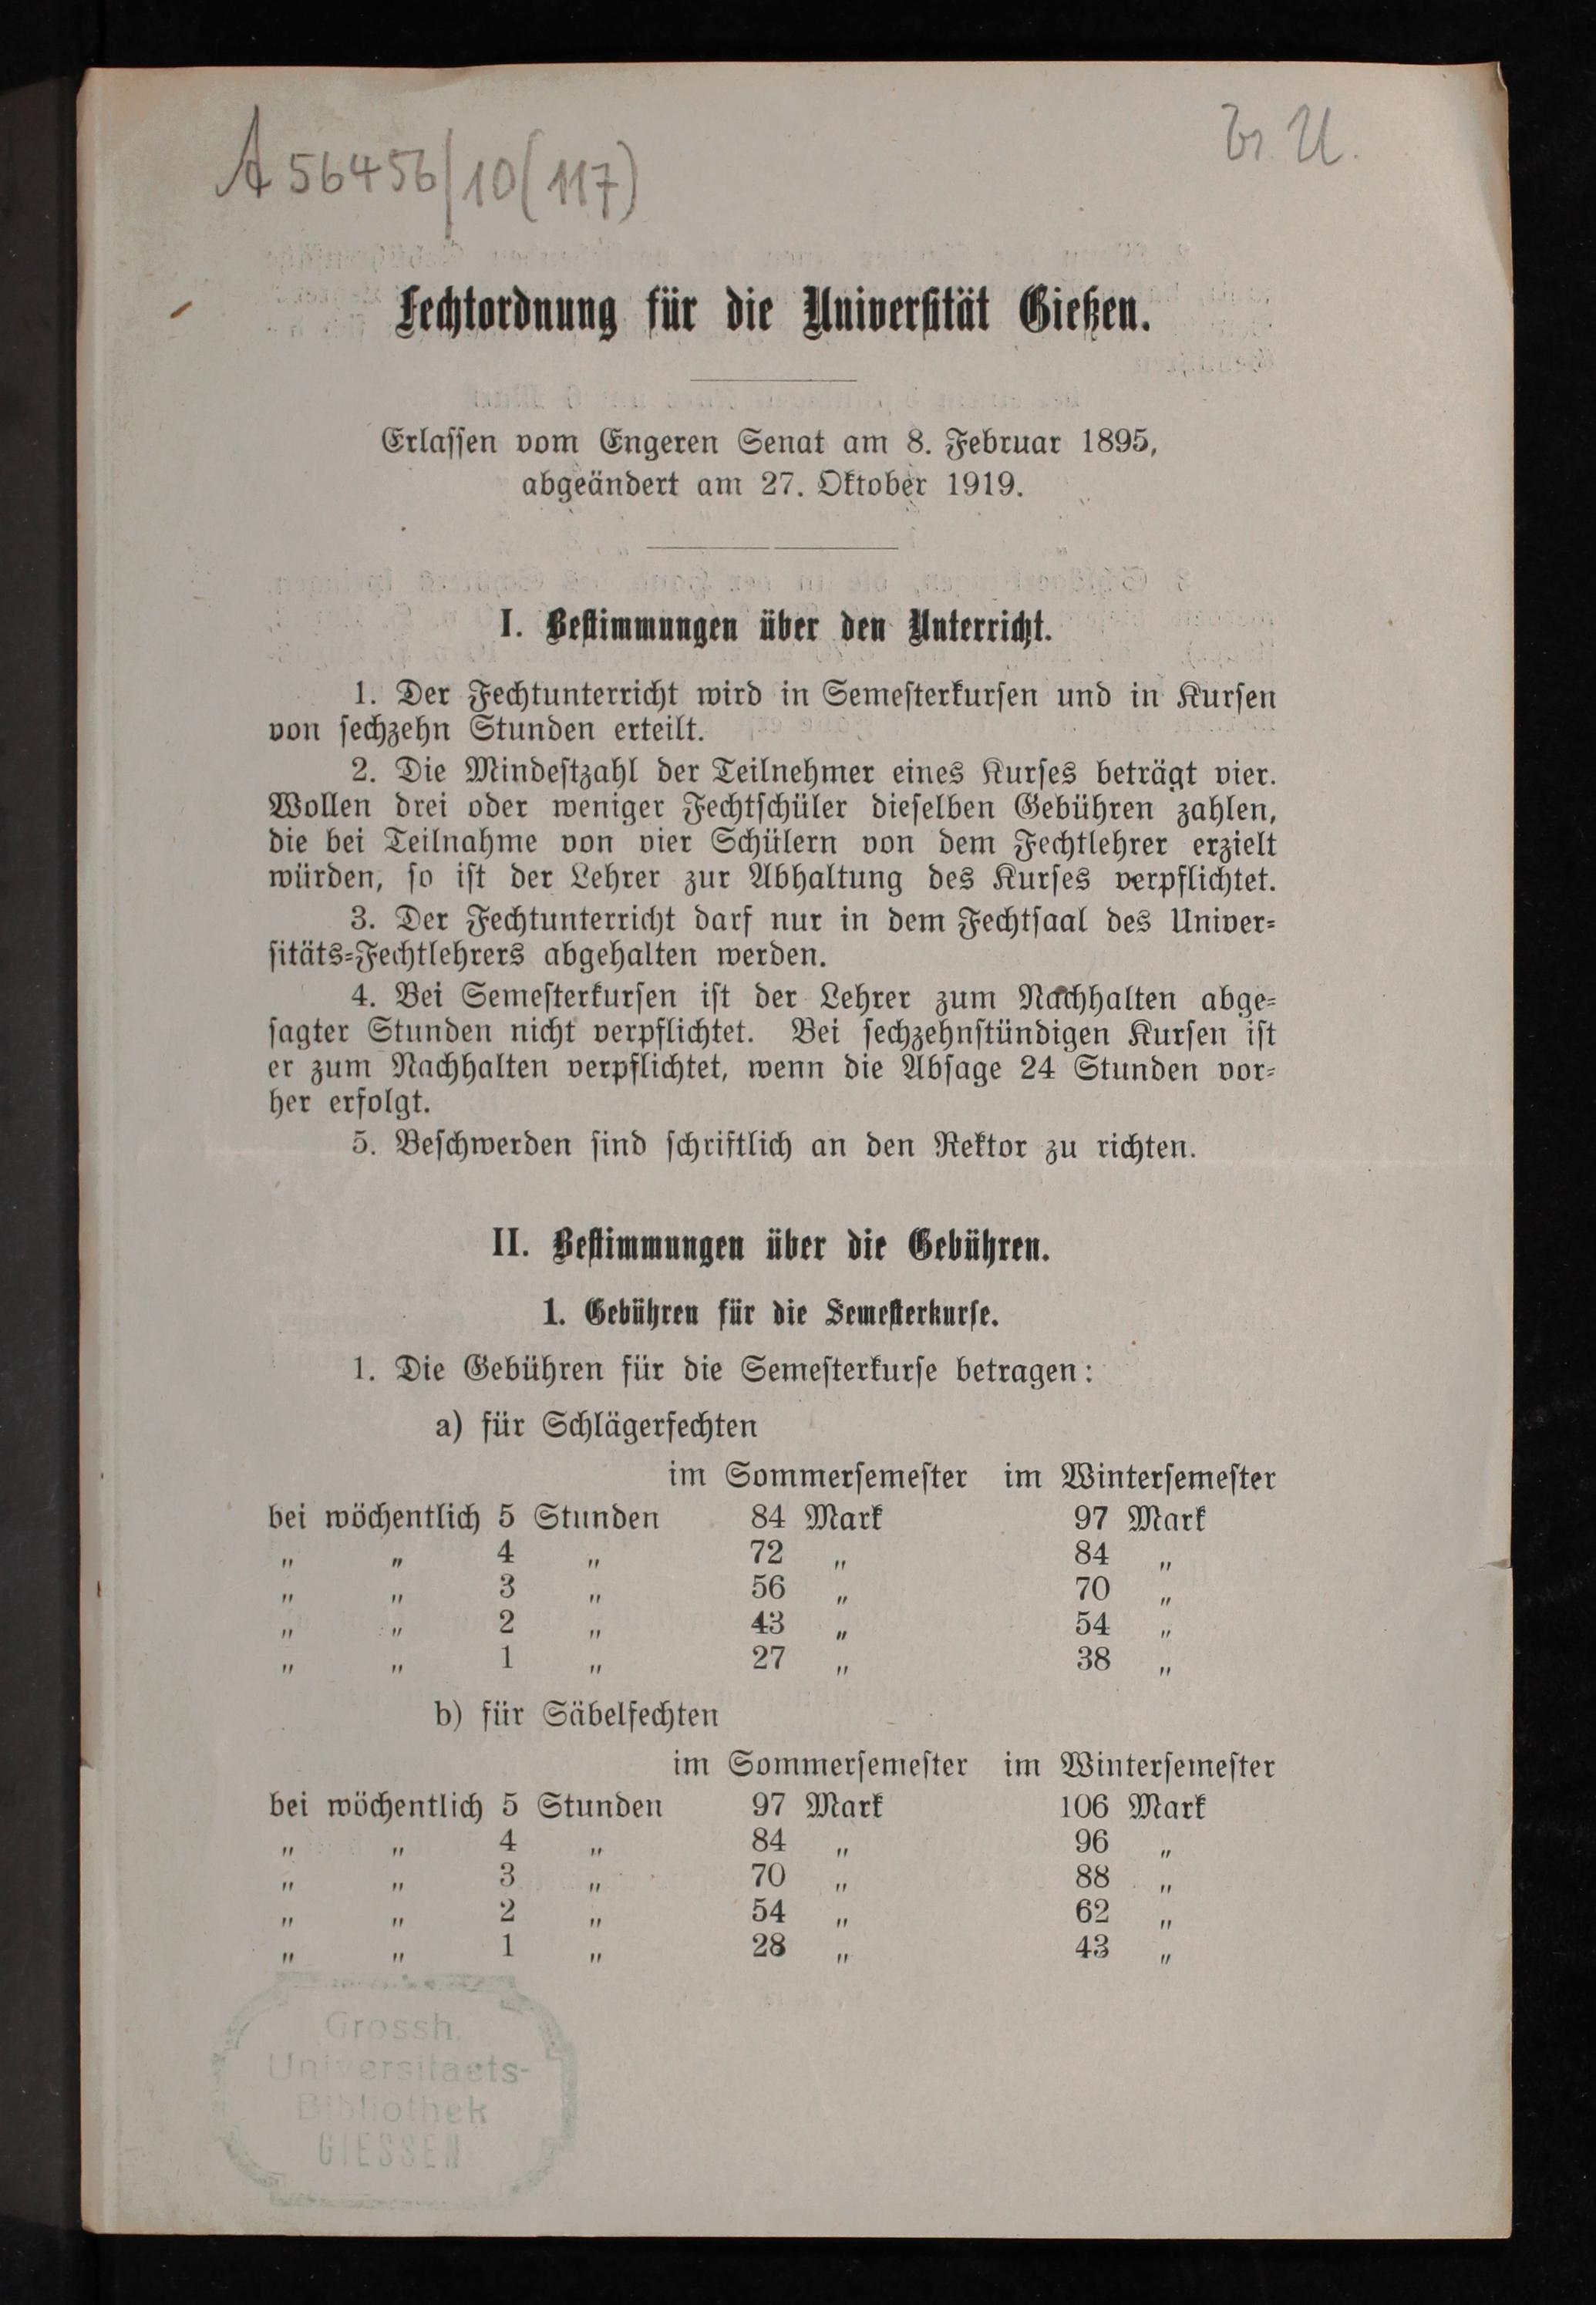 A 56456/10(117)
Fechtordnung für die Universität Gießen.
Erlassen vom Engeren Senat am 8. Februar 1895,
abgeändert am 27. Oktober 1919.
I. Bestimmungen über den Unterricht.
1. Der Fechtunterricht wird in Semesterkursen und in Kursen
von sechzehn Stunden erteilt.
2. Die Mindestzahl der Teilnehmer eines Kurses beträgt vier.
Wollen drei oder weniger Fechtschüler dieselben Gebühren zahlen,
die bei Teilnahme von vier Schülern von dem Fechtlehrer erzielt
würden, so ist der Lehrer zur Abhaltung des Kurses verpflichtet.
3. Der Fechtunterricht darf nur in dem Fechtsaal des Univer-
sitäts-Fechtlehrers abgehalten werden.
4. Bei Semesterkursen ist der Lehrer zum Nachhalten abge-
sagter Stunden nicht verpflichtet. Bei sechzehnstündigen Kursen ist
er zum Nachhalten verpflichtet, wenn die Absage 24 Stunden vor-
her erfolgt.
5. Beschwerden sind schriftlich an den Rektor zu richten.
II. Bestimmungen über die Gebühren.
1. Gebühren für die Semesterkurse.
1. Die Gebühren für die Semesterkurse betragen:
a) für Schlägerfechten
im Sommersemester im Wintersemester
bei wöchentlich 5 Stunden 84 Mark 97 Mark
„ „ 4 „ 72 „ 84 „
„ „ 3 „ 56 „ 70 „
„ „ 2 „ 43 „ 54 „
„ „ 1 „ 27 „ 38 „
b) für Säbelfechten
im Sommersemester im Wintersemester
bei wöchentlich 5 Stunden 97 Mark 106 Mark
„ „ 4 „ 84 „ 96 „
„ „ 3 „ 70 „ 88 „
„ „ 2 „ 54 „ 62 „
„ „ 1 „ 28 „ 43 „
Grossh.
Universitaets-
Bibliothek
GIESSEN